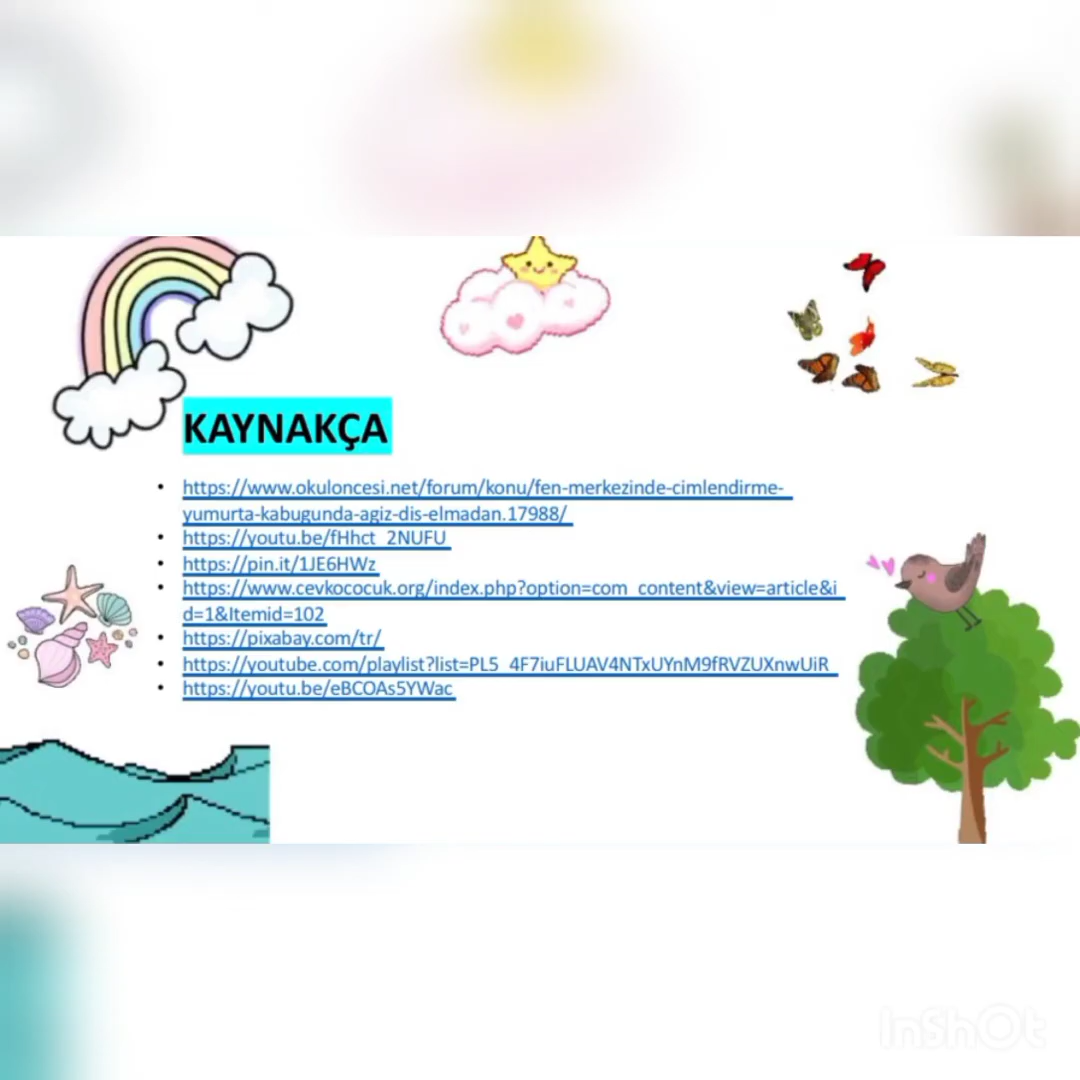 KAYNAKÇA
• https://www.okuloncesi.net/forum/konu/fen-merkezinde-cimlendirme-
yumurta-kabugunda-agiz-dis-elmadan.17988/
• https://youtu.be/fHhct_2NUFU
• https://pin.it/1JE6HWz
• https://www.cevkococuk.org/index.php?option=com_content&view=article&i
d=1&Itemid=102
• https://pixabay.com/tr/
• https://youtube.com/playlist?list=PL5_4F7iuFLUAV4NTxUYnM9fRVZUXnwUiR
• https://youtu.be/eBCOAs5YWac
InShOt